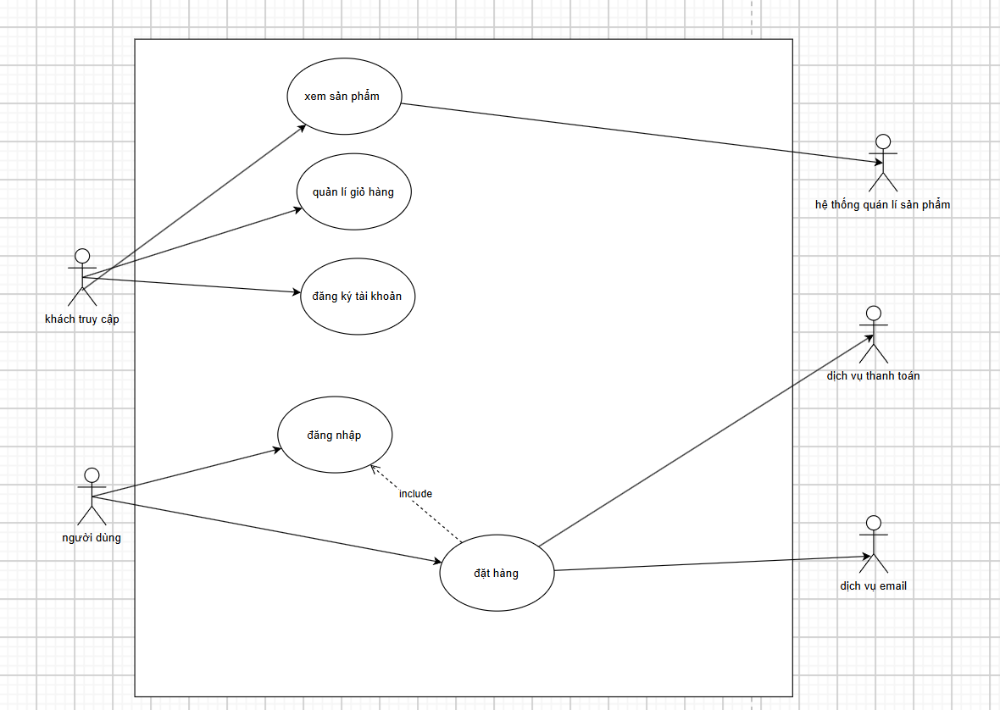 xem sản phẩm
quản lí giỏ hàng
hệ thống quán lí sản phẩm
đăng ký tài khoản
khách truy cập
dịch vụ thanh toán
đăng nhập
include
người dùng
đặt hàng
dịch vụ email